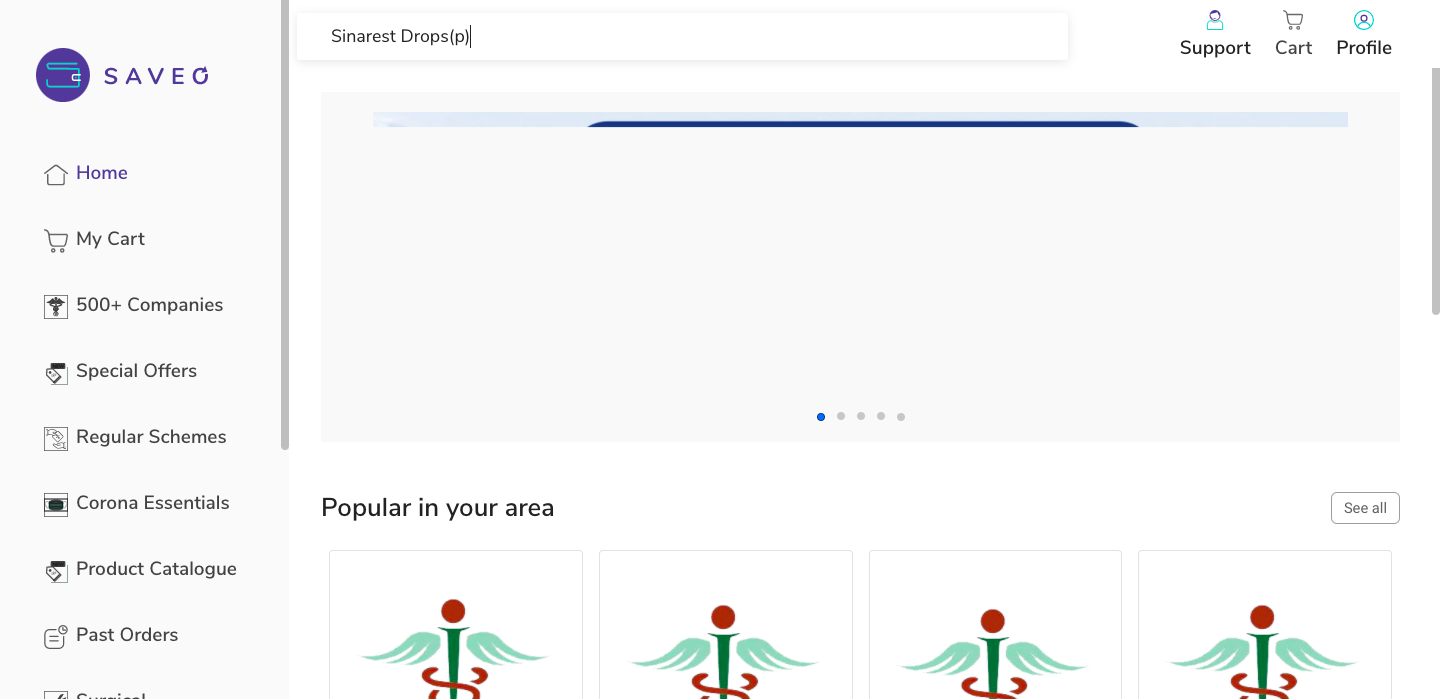 Sinarest Drops(p)
Support
Cart
Profile
SAVEO
Home
My Cart
500+ Companies
Special Offers
Regular Schemes
Corona Essentials
Product Catalogue
Past Orders
Surgical
Popular in your area
See all